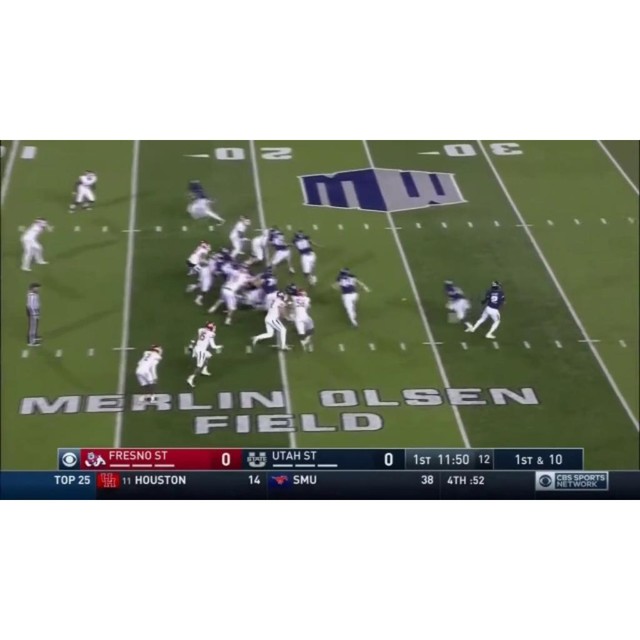 20 30
MW
MERLIN OLSEN
FIELD
FRESNO ST 0 UTAH ST 0 1ST 11:50 12 1ST & 10
TOP 25 UH 11 HOUSTON 14 SMU 38 4TH :52 CBS SPORTS
NETWORK